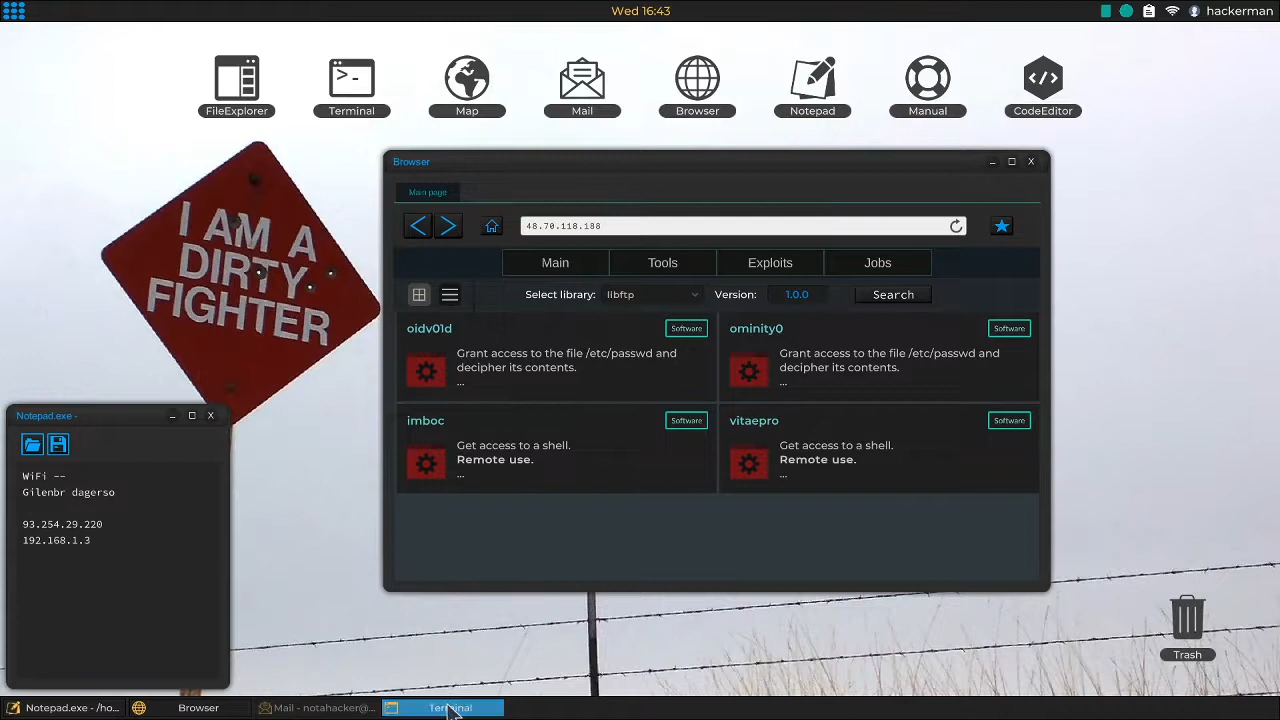 Wed 16:43
hackerman
FileExplorer
Terminal
Map
Mail
Browser
Notepad
Manual
CodeEditor
I AM A
DIRTY
FIGHTER
Browser
Main page
48.70.118.188
Main
Tools
Exploits
Jobs
Select library:
libftp
Version:
1.0.0
Search
oidv01d
Software
Grant access to the file /etc/passwd and
decipher its contents.
...
ominity0
Software
Grant access to the file /etc/passwd and
decipher its contents.
...
imboc
Software
Get access to a shell.
Remote use.
...
vitaepro
Software
Get access to a shell.
Remote use.
...
Notepad.exe -
WiFi --
Gilenbr dagerso
93.254.29.220
192.168.1.3
Trash
Notepad.exe - /ho...
Browser
Mail - notahacker@...
Terminal